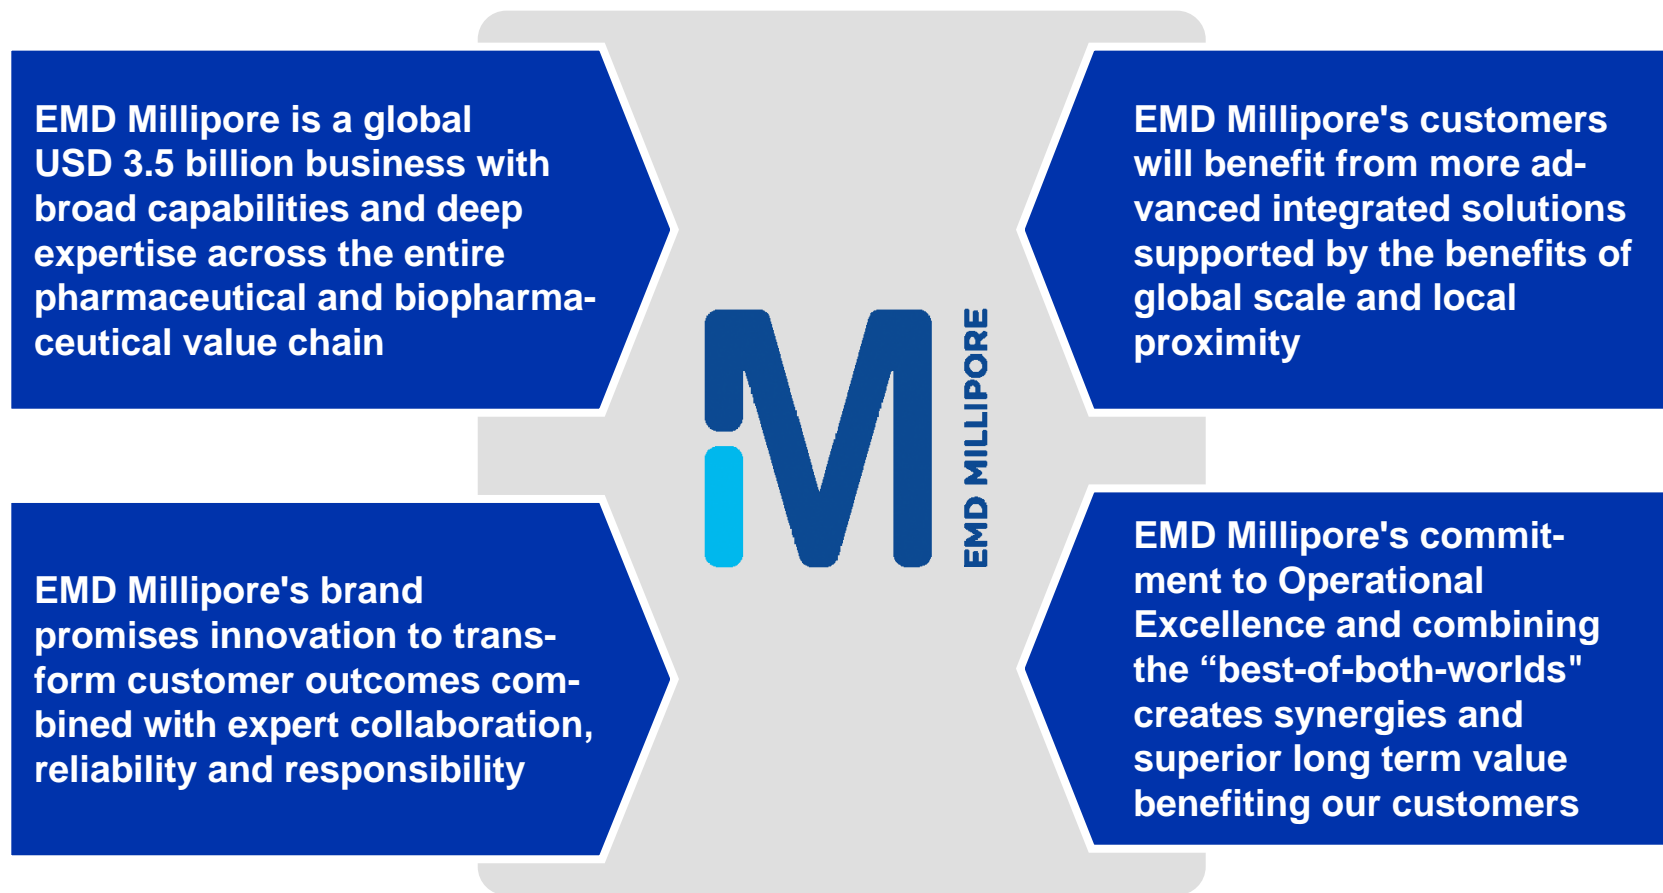 EMD Millipore is a global
USD 3.5 billion business with
broad capabilities and deep
expertise across the entire
pharmaceutical and biopharma-
ceutical value chain
EMD Millipore's customers
will benefit from more ad-
vanced integrated solutions
supported by the benefits of
global scale and local
proximity
M
EMD MILLIPORE
EMD Millipore's brand
promises innovation to trans-
form customer outcomes com-
bined with expert collaboration,
reliability and responsibility
EMD Millipore's commit-
ment to Operational
Excellence and combining
the “best-of-both-worlds"
creates synergies and
superior long term value
benefiting our customers